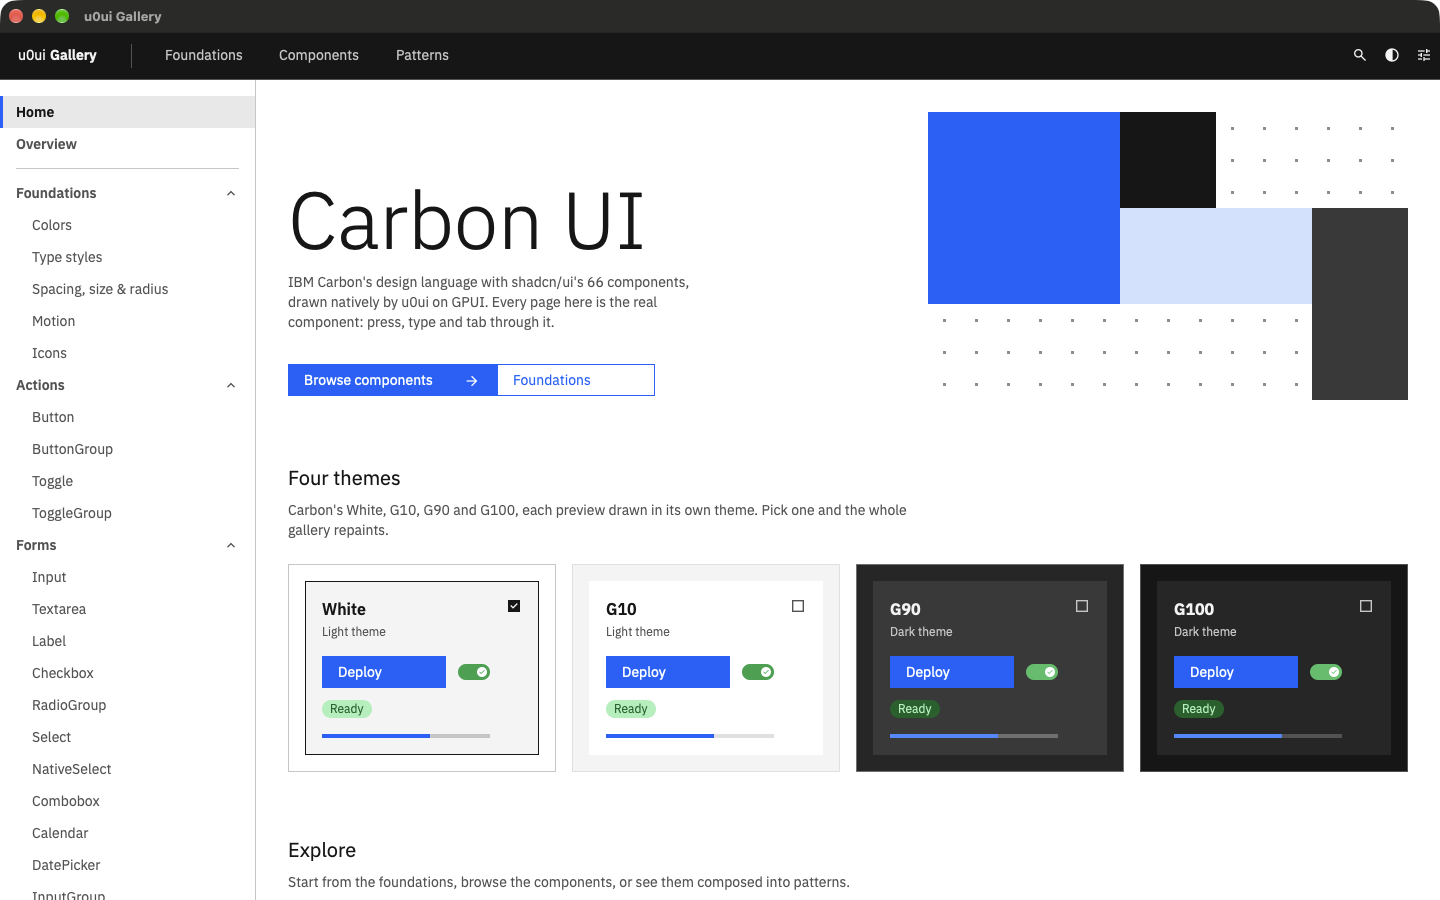 u0ui Gallery
u0ui Gallery
Foundations
Components
Patterns
Home
Overview
Foundations
Colors
Type styles
Spacing, size & radius
Motion
Icons
Actions
Button
ButtonGroup
Toggle
ToggleGroup
Forms
Input
Textarea
Label
Checkbox
RadioGroup
Select
NativeSelect
Combobox
Calendar
DatePicker
InputGroup
Carbon UI
IBM Carbon's design language with shadcn/ui's 66 components,
drawn natively by u0ui on GPUI. Every page here is the real
component: press, type and tab through it.
Browse components
Foundations
Four themes
Carbon's White, G10, G90 and G100, each preview drawn in its own theme. Pick one and the whole
gallery repaints.
White
Light theme
Deploy
Ready
G10
Light theme
Deploy
Ready
G90
Dark theme
Deploy
Ready
G100
Dark theme
Deploy
Ready
Explore
Start from the foundations, browse the components, or see them composed into patterns.